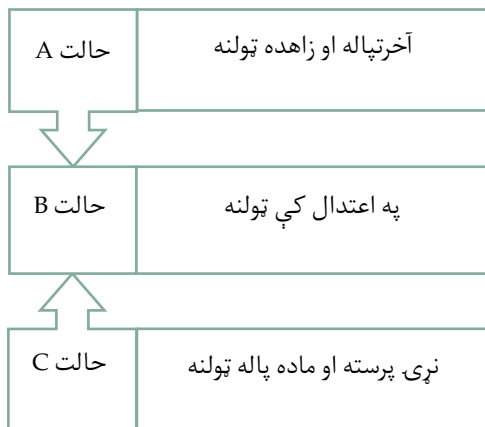 حالت A
آخرتپاله او زاهده ټولنه
حالت B
په اعتدال کې ټولنه
حالت C
نړۍ پرسته او ماده پاله ټولنه